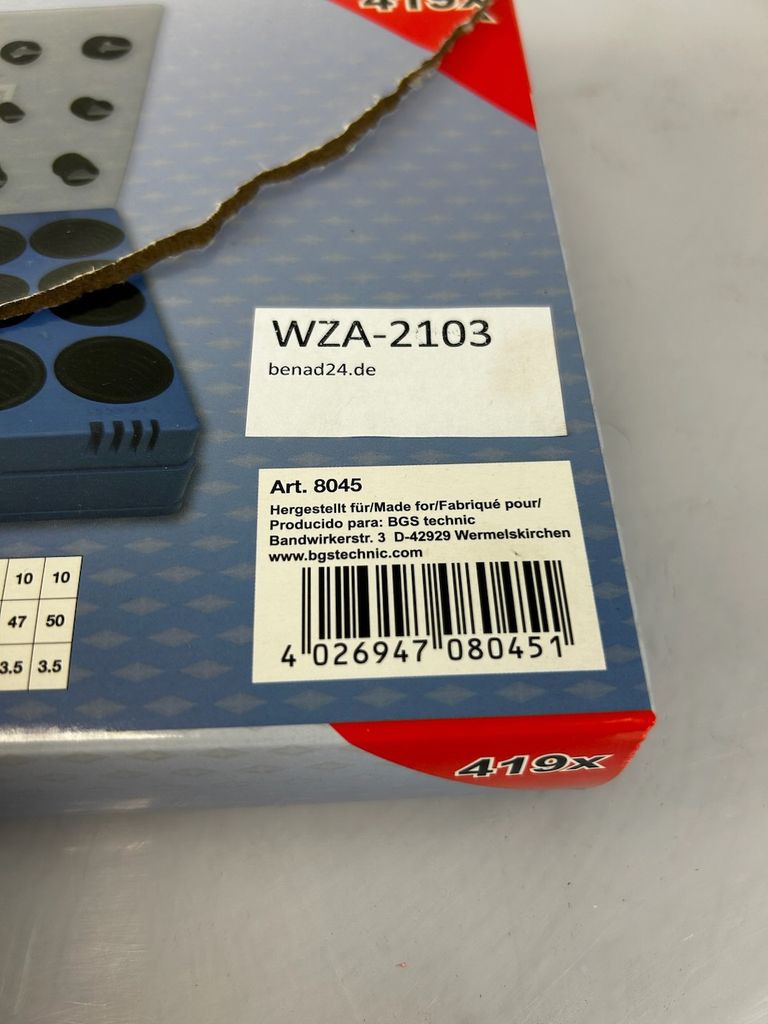 419x
WZA-2103
benad24.de
Art. 8045
Hergestellt für/Made for/Fabriqué pour/
Producido para: BGS technic
Bandwirkerstr. 3 D-42929 Wermelskirchen
www.bgstechnic.com
4 026947 080451
10 10
47 50
3.5 3.5
419x